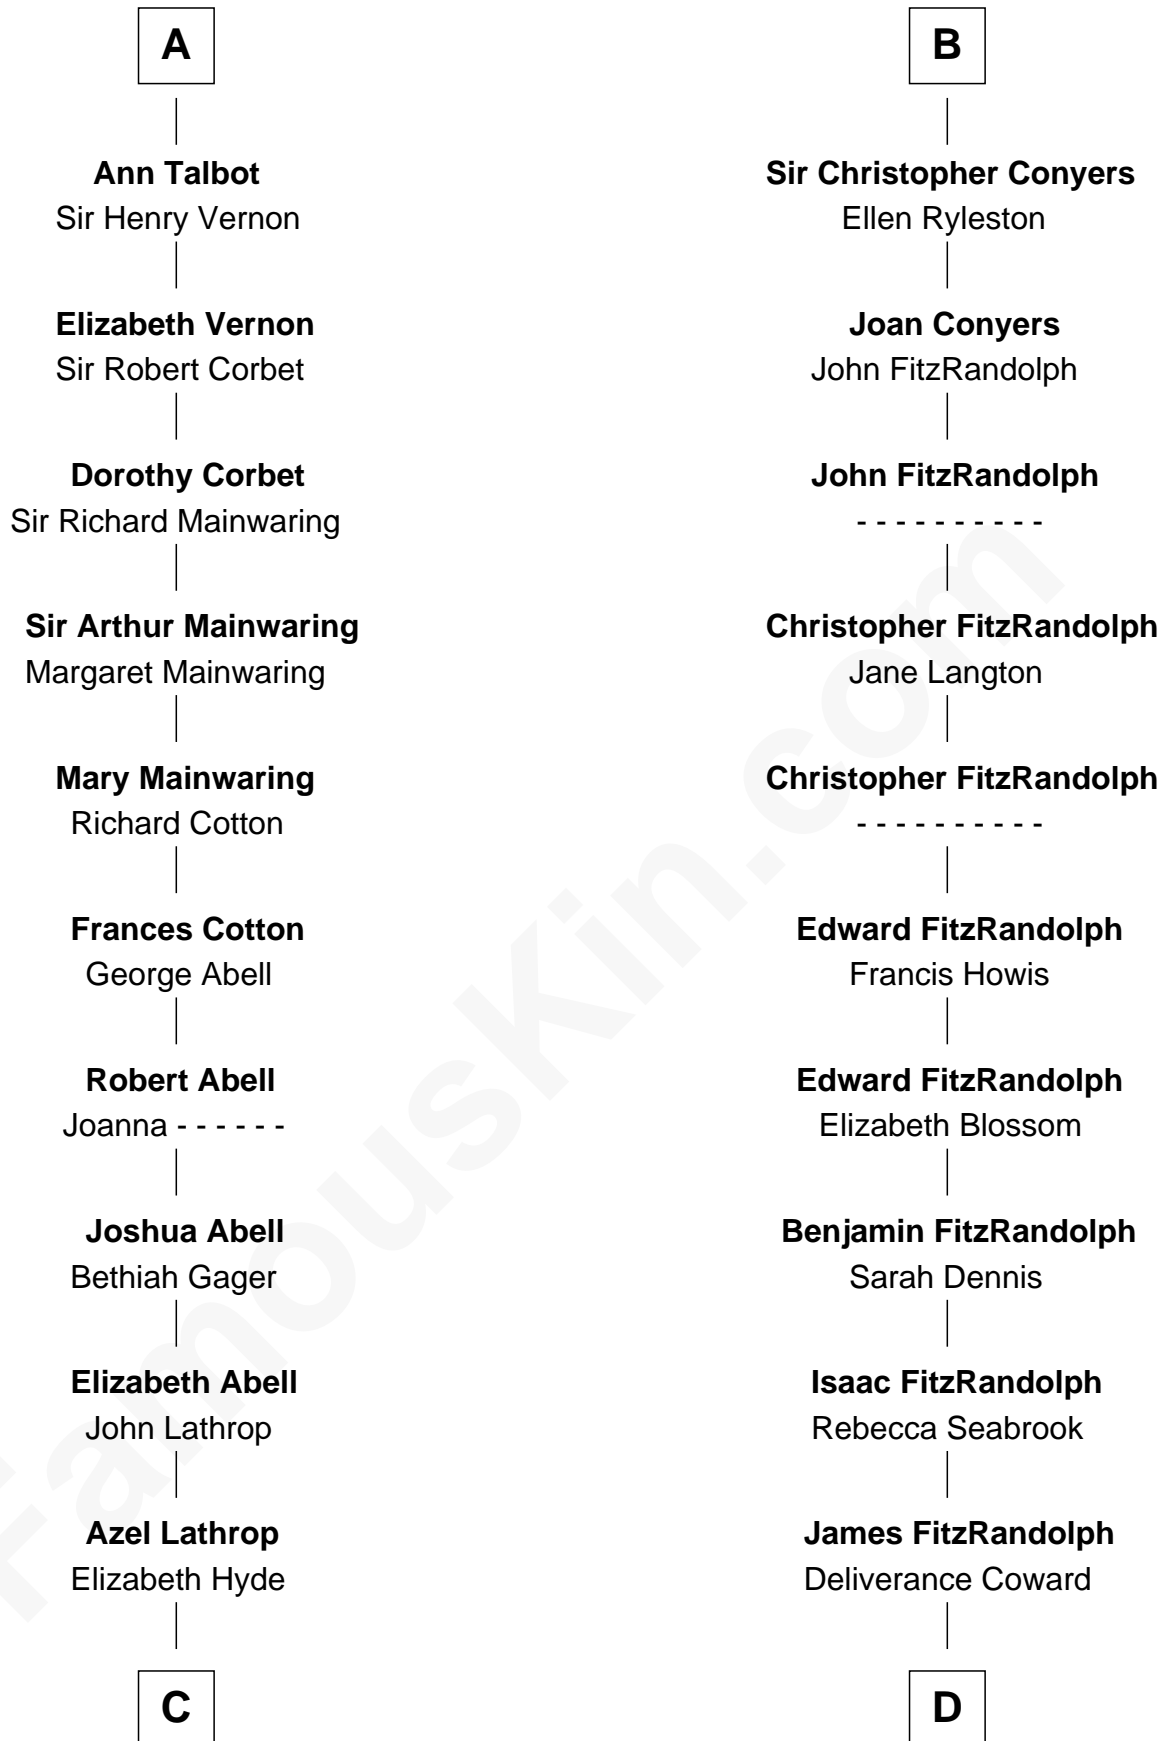 A
Ann Talbot
Sir Henry Vernon
Elizabeth Vernon
Sir Robert Corbet
Dorothy Corbet
Sir Richard Mainwaring
Sir Arthur Mainwaring
Margaret Mainwaring
Mary Mainwaring
Richard Cotton
Frances Cotton
George Abell
Robert Abell
Joanna - - - - - -
Joshua Abell
Bethiah Gager
Elizabeth Abell
John Lathrop
Azel Lathrop
Elizabeth Hyde
C
B
Sir Christopher Conyers
Ellen Ryleston
Joan Conyers
John FitzRandolph
John FitzRandolph
- - - - - - - - - -
Christopher FitzRandolph
Jane Langton
Christopher FitzRandolph
- - - - - - - - - -
Edward FitzRandolph
Francis Howis
Edward FitzRandolph
Elizabeth Blossom
Benjamin FitzRandolph
Sarah Dennis
Isaac FitzRandolph
Rebecca Seabrook
James FitzRandolph
Deliverance Coward
D
FamousKin.com